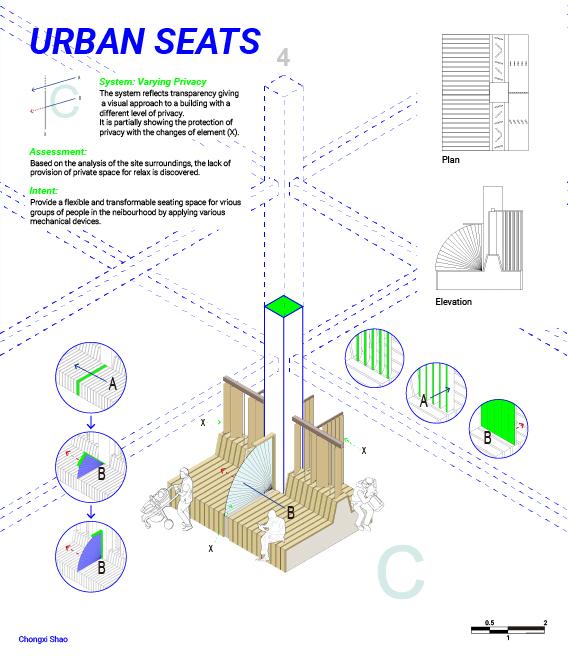 URBAN SEATS
4
System: Varying Privacy
C
The system reflects transparency giving
a visual approach to a building with a
different level of privacy.
It is partially showing the protection of
privacy with the changes of element (X).
Assessment:
Based on the analysis of the site surroundings, the lack of
provision of private space for relax is discovered.
Intent:
Provide a flexible and transformable seating space for vrious
groups of people in the neibourhood by applying various
mechanical devices.
Plan
Elevation
A
A
B
B
X
X
B
B
X
C
0.5
2
1
Chongxi Shao